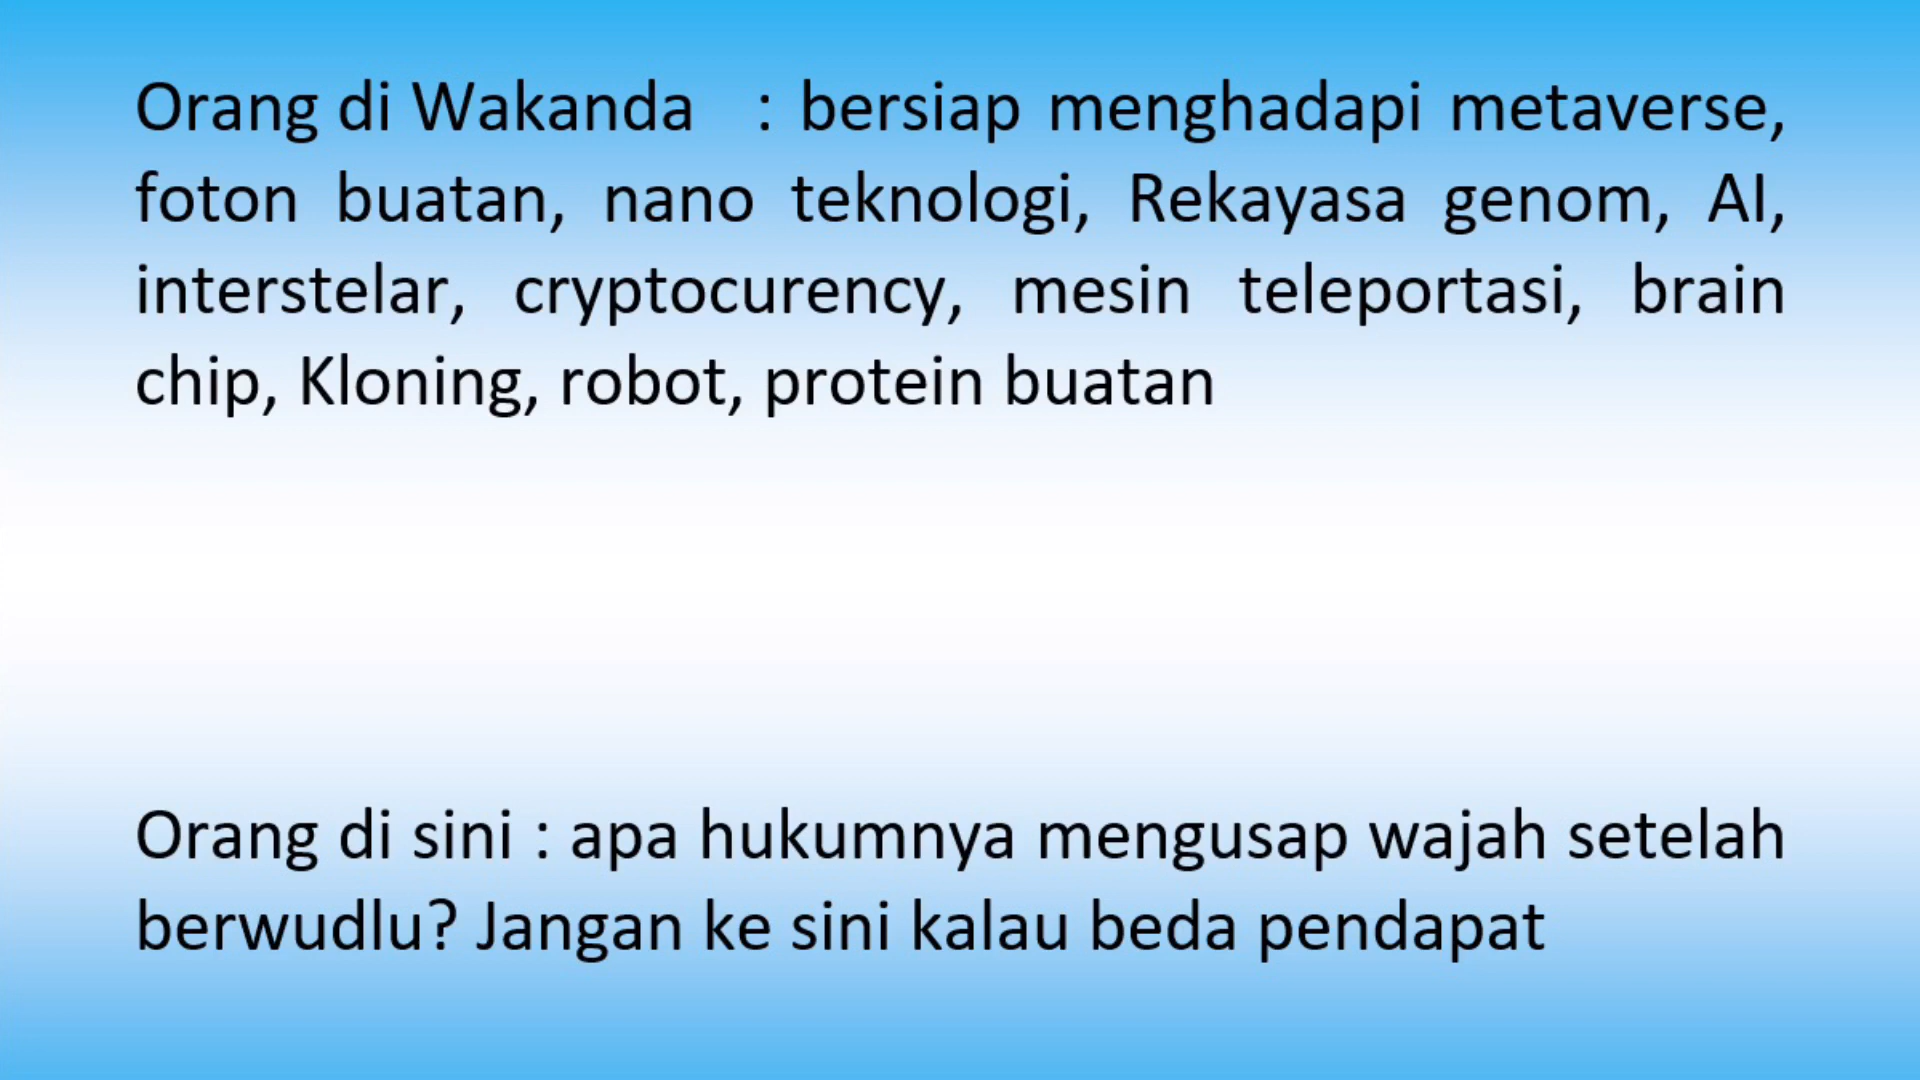 Orang di Wakanda : bersiap menghadapi metaverse,
foton buatan, nano teknologi, Rekayasa genom, AI,
interstelar, cryptocurency, mesin teleportasi, brain
chip, Kloning, robot, protein buatan
Orang di sini : apa hukumnya mengusap wajah setelah
berwudlu? Jangan ke sini kalau beda pendapat